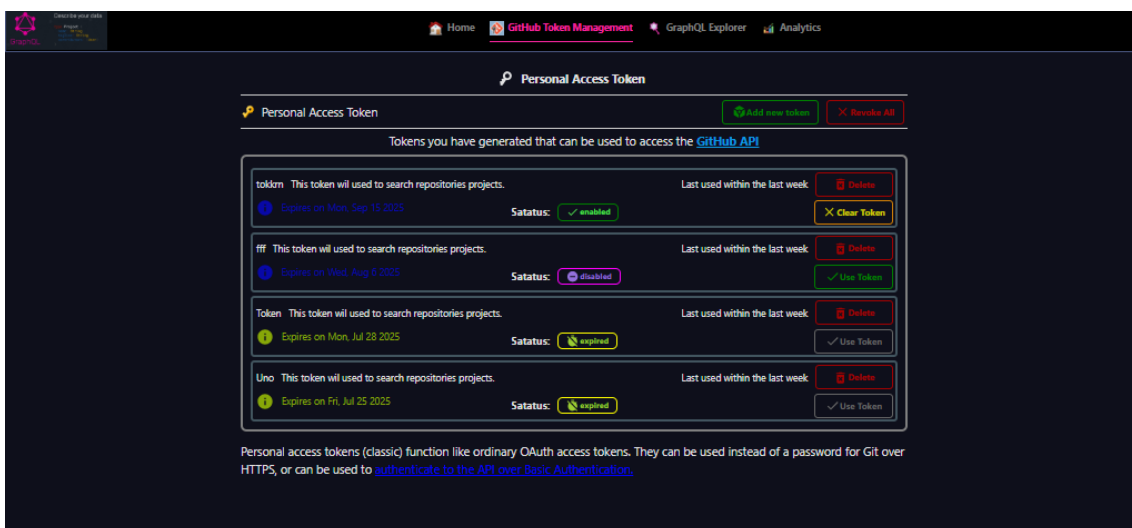 Describe your data
GraphQL
Home GitHub Token Management GraphQL Explorer Analytics
Personal Access Token
Personal Access Token Add new token Revoke All
Tokens you have generated that can be used to access the GitHub API
tokkrn This token wil used to search repositories projects. Last used within the last week Delete
Expires on Mon, Sep 15 2025 Satatus: enabled Clear Token
fff This token wil used to search repositories projects. Last used within the last week Delete
Expires on Wed, Aug 6 2025 Satatus: disabled Use Token
Token This token wil used to search repositories projects. Last used within the last week Delete
Expires on Mon, Jul 28 2025 Satatus: expired Use Token
Uno This token wil used to search repositories projects. Last used within the last week Delete
Expires on Fri, Jul 25 2025 Satatus: expired Use Token
Personal access tokens (classic) function like ordinary OAuth access tokens. They can be used instead of a password for Git over
HTTPS, or can be used to authenticate to the API over Basic Authentication.